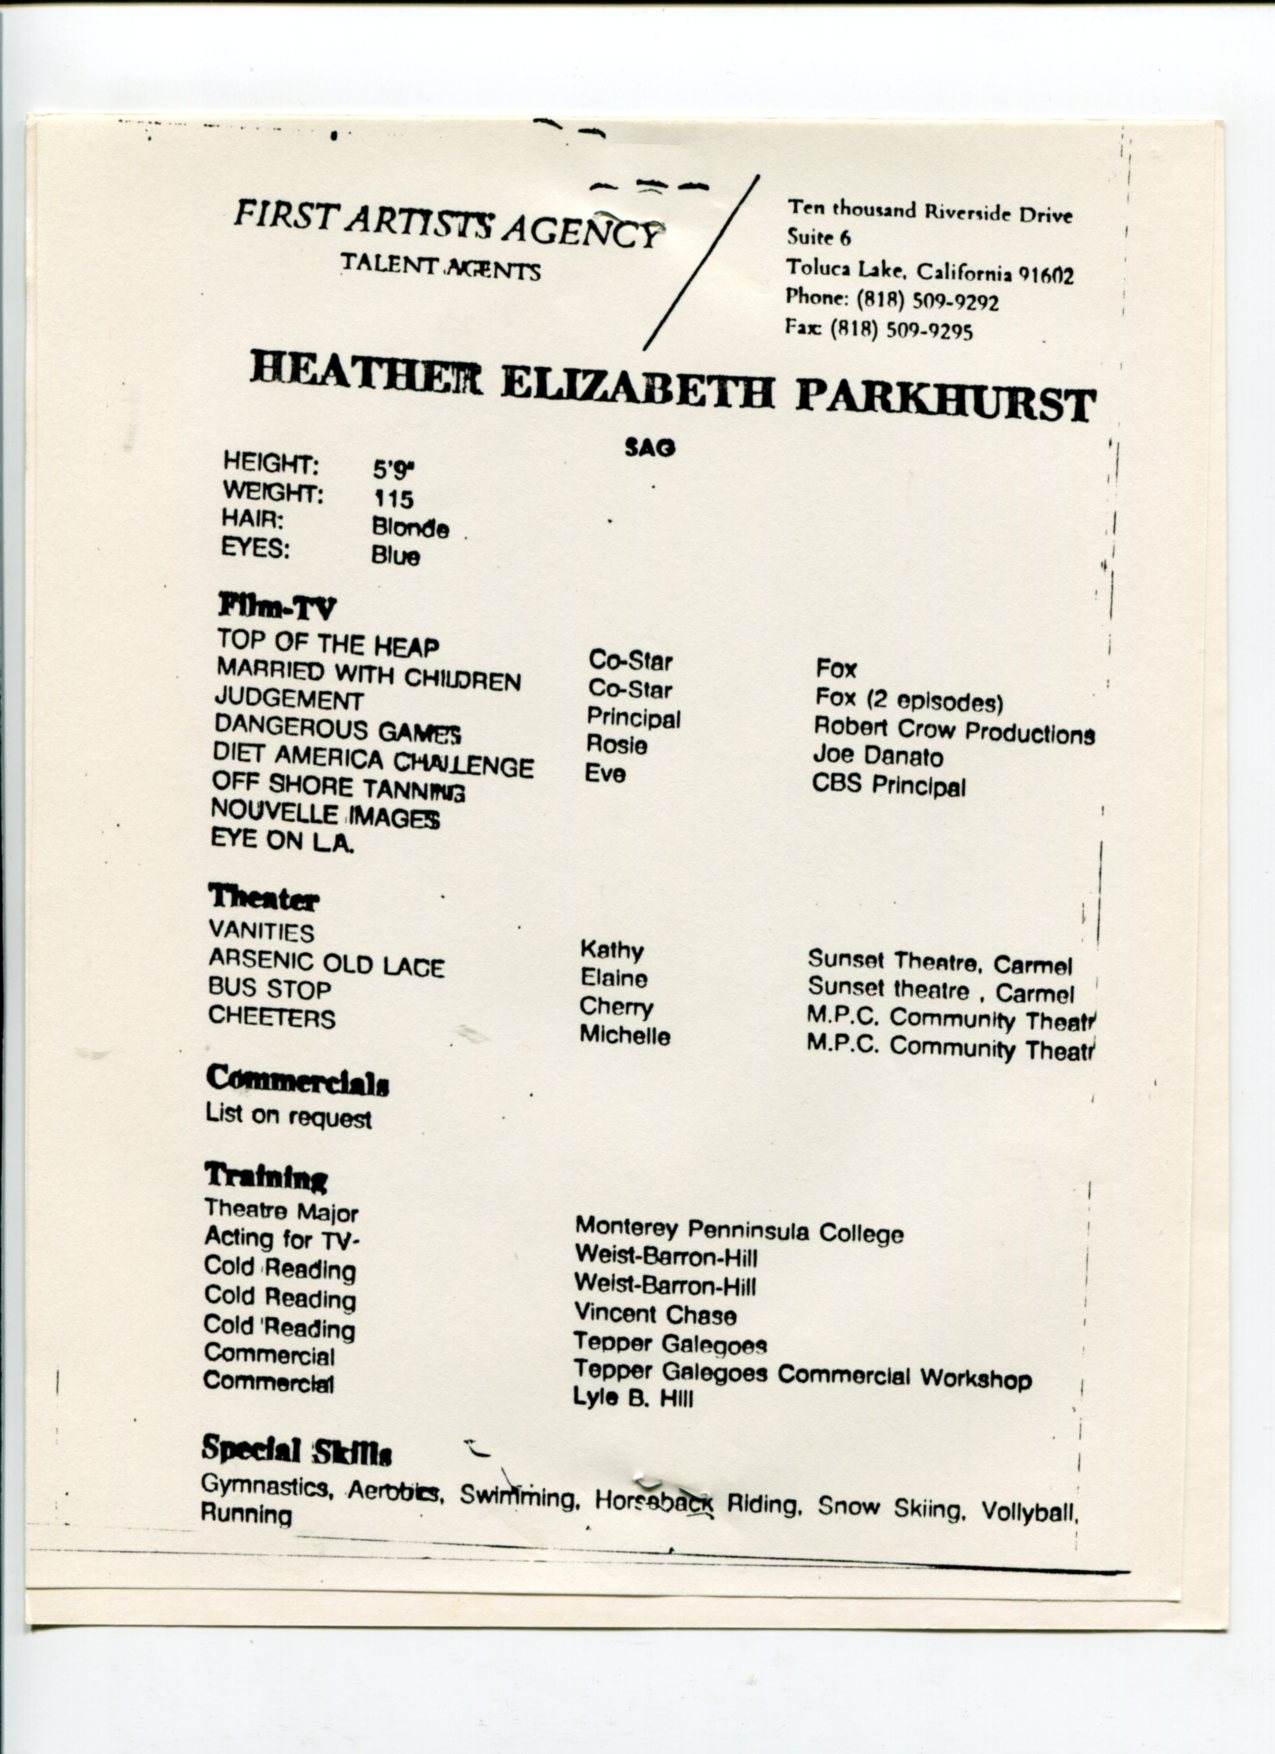 FIRST ARTISTS AGENCY
TALENT AGENTS
Ten thousand Riverside Drive
Suite 6
Toluca Lake, California 91602
Phone: (818) 509-9292
Fax: (818) 509-9295
HEATHER ELIZABETH PARKHURST
SAG
HEIGHT: 5'9"
WEIGHT: 115
HAIR: Blonde
EYES: Blue
Film-TV
TOP OF THE HEAP Co-Star Fox
MARRIED WITH CHILDREN Co-Star Fox (2 episodes)
JUDGEMENT Principal Robert Crow Productions
DANGEROUS GAMES Rosie Joe Danato
DIET AMERICA CHALLENGE Eve CBS Principal
OFF SHORE TANNING
NOUVELLE IMAGES
EYE ON L.A.
Theater
VANITIES Kathy Sunset Theatre, Carmel
ARSENIC OLD LACE Elaine Sunset theatre , Carmel
BUS STOP Cherry M.P.C. Community Theatr
CHEETERS Michelle M.P.C. Community Theatr
Commercials
List on request
Training
Theatre Major Monterey Penninsula College
Acting for TV- Weist-Barron-Hill
Cold Reading Weist-Barron-Hill
Cold Reading Vincent Chase
Cold Reading Tepper Galegoes
Commercial Tepper Galegoes Commercial Workshop
Commercial Lyle B. Hill
Special Skills
Gymnastics, Aerobics, Swimming, Horseback Riding, Snow Skiing, Vollyball,
Running